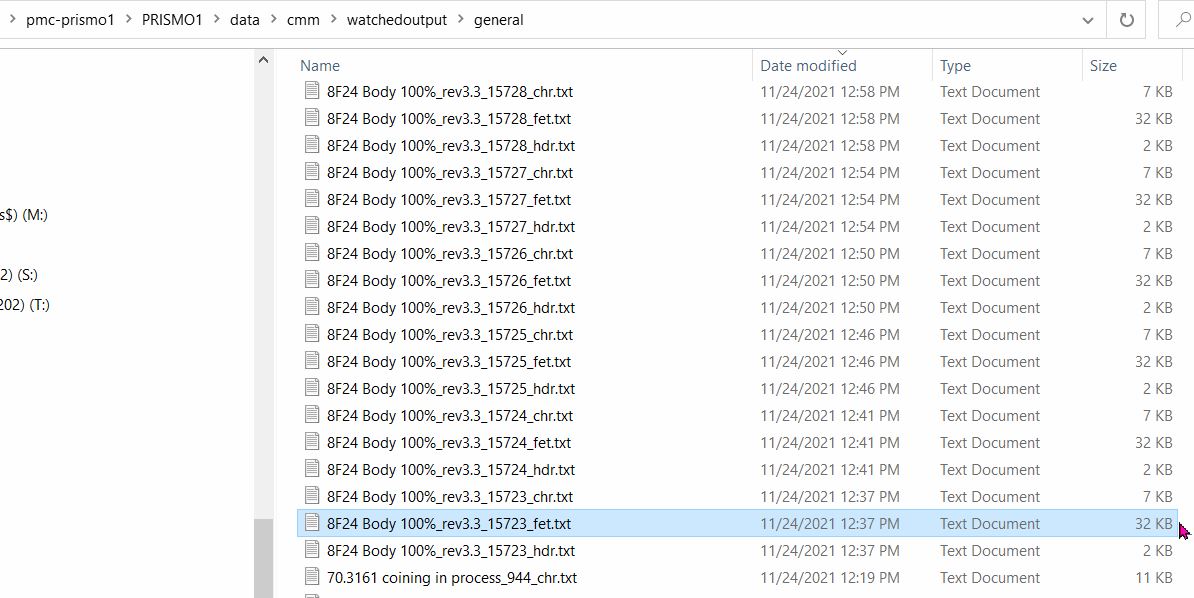 pmc-prismo1 > PRISMO1 > data > cmm > watchedoutput > general
s$) (M:)
2) (S:)
202) (T:)
Name Date modified Type Size
8F24 Body 100%_rev3.3_15728_chr.txt 11/24/2021 12:58 PM Text Document 7 KB
8F24 Body 100%_rev3.3_15728_fet.txt 11/24/2021 12:58 PM Text Document 32 KB
8F24 Body 100%_rev3.3_15728_hdr.txt 11/24/2021 12:58 PM Text Document 2 KB
8F24 Body 100%_rev3.3_15727_chr.txt 11/24/2021 12:54 PM Text Document 7 KB
8F24 Body 100%_rev3.3_15727_fet.txt 11/24/2021 12:54 PM Text Document 32 KB
8F24 Body 100%_rev3.3_15727_hdr.txt 11/24/2021 12:54 PM Text Document 2 KB
8F24 Body 100%_rev3.3_15726_chr.txt 11/24/2021 12:50 PM Text Document 7 KB
8F24 Body 100%_rev3.3_15726_fet.txt 11/24/2021 12:50 PM Text Document 32 KB
8F24 Body 100%_rev3.3_15726_hdr.txt 11/24/2021 12:50 PM Text Document 2 KB
8F24 Body 100%_rev3.3_15725_chr.txt 11/24/2021 12:46 PM Text Document 7 KB
8F24 Body 100%_rev3.3_15725_fet.txt 11/24/2021 12:46 PM Text Document 32 KB
8F24 Body 100%_rev3.3_15725_hdr.txt 11/24/2021 12:46 PM Text Document 2 KB
8F24 Body 100%_rev3.3_15724_chr.txt 11/24/2021 12:41 PM Text Document 7 KB
8F24 Body 100%_rev3.3_15724_fet.txt 11/24/2021 12:41 PM Text Document 32 KB
8F24 Body 100%_rev3.3_15724_hdr.txt 11/24/2021 12:41 PM Text Document 2 KB
8F24 Body 100%_rev3.3_15723_chr.txt 11/24/2021 12:37 PM Text Document 7 KB
8F24 Body 100%_rev3.3_15723_fet.txt 11/24/2021 12:37 PM Text Document 32 KB
8F24 Body 100%_rev3.3_15723_hdr.txt 11/24/2021 12:37 PM Text Document 2 KB
70.3161 coining in process_944_chr.txt 11/24/2021 12:19 PM Text Document 11 KB